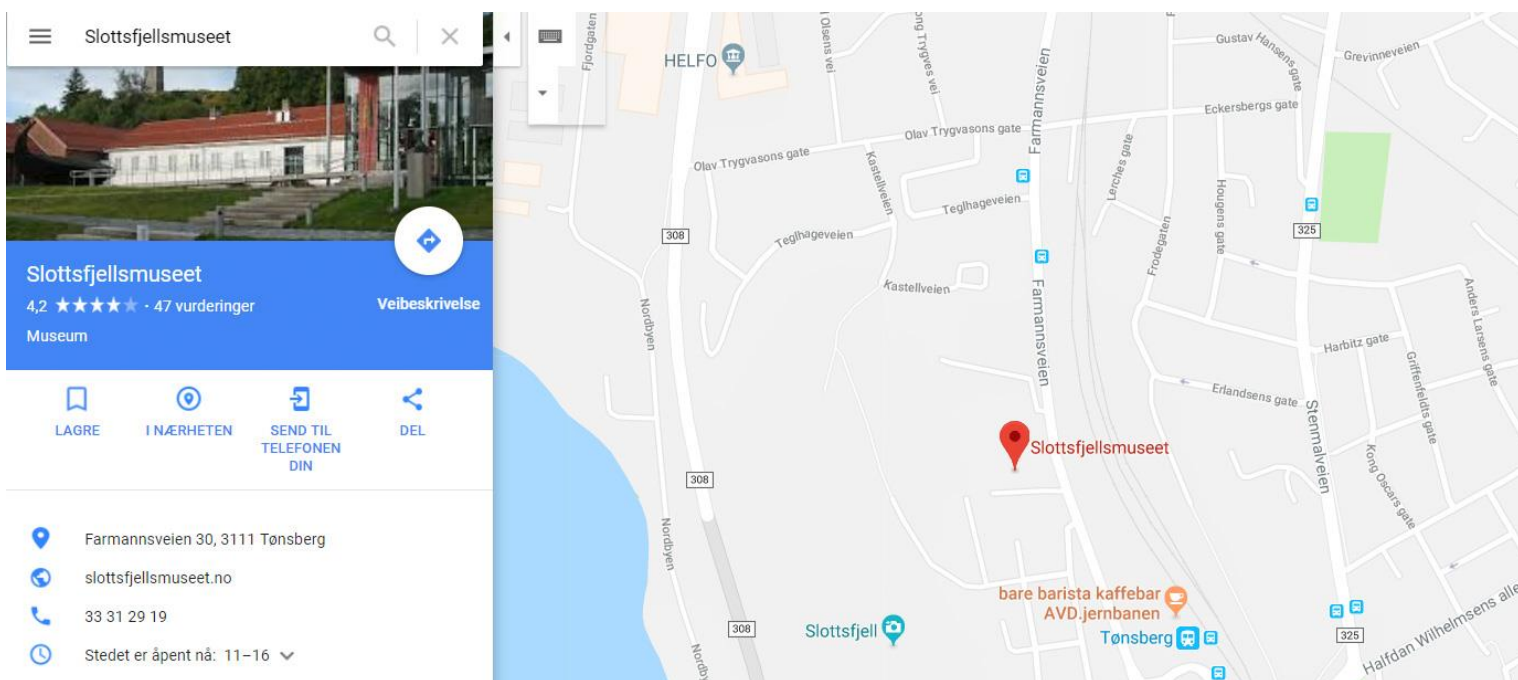 Slottsfjellsmuseet
Slottsfjellsmuseet
4,2 ★★★★★ · 47 vurderinger
Veibeskrivelse
Museum
LAGRE
I NÆRHETEN
SEND TIL
TELEFONEN
DIN
DEL
Farmannsveien 30, 3111 Tønsberg
slottsfjellsmuseet.no
33 31 29 19
Stedet er åpent nå: 11–16
Fjordgaten
HELFO
Olav Trygvasons gate
Olav Trygvasons gate
Farmannsveien
Gustav Hansens gate
Grevinneveien
Eckersbergs gate
Kastellveien
Teglhageveien
Teglhageveien
Lerches gate
Hongens gate
Frodegaten
308
325
Kastellveien
Farmannsveien
Nordbyen
Anders Larsens gate
Harbitz gate
Griffenfeldts gate
Erlandsens gate
Stenmalveien
Slottsfjellsmuseet
Kong Oscars gate
308
Nordbyen
bare barista kaffebar
AVD.jernbanen
Tønsberg
308
Slottsfjell
325
Halfdan Wilhelmsens alle